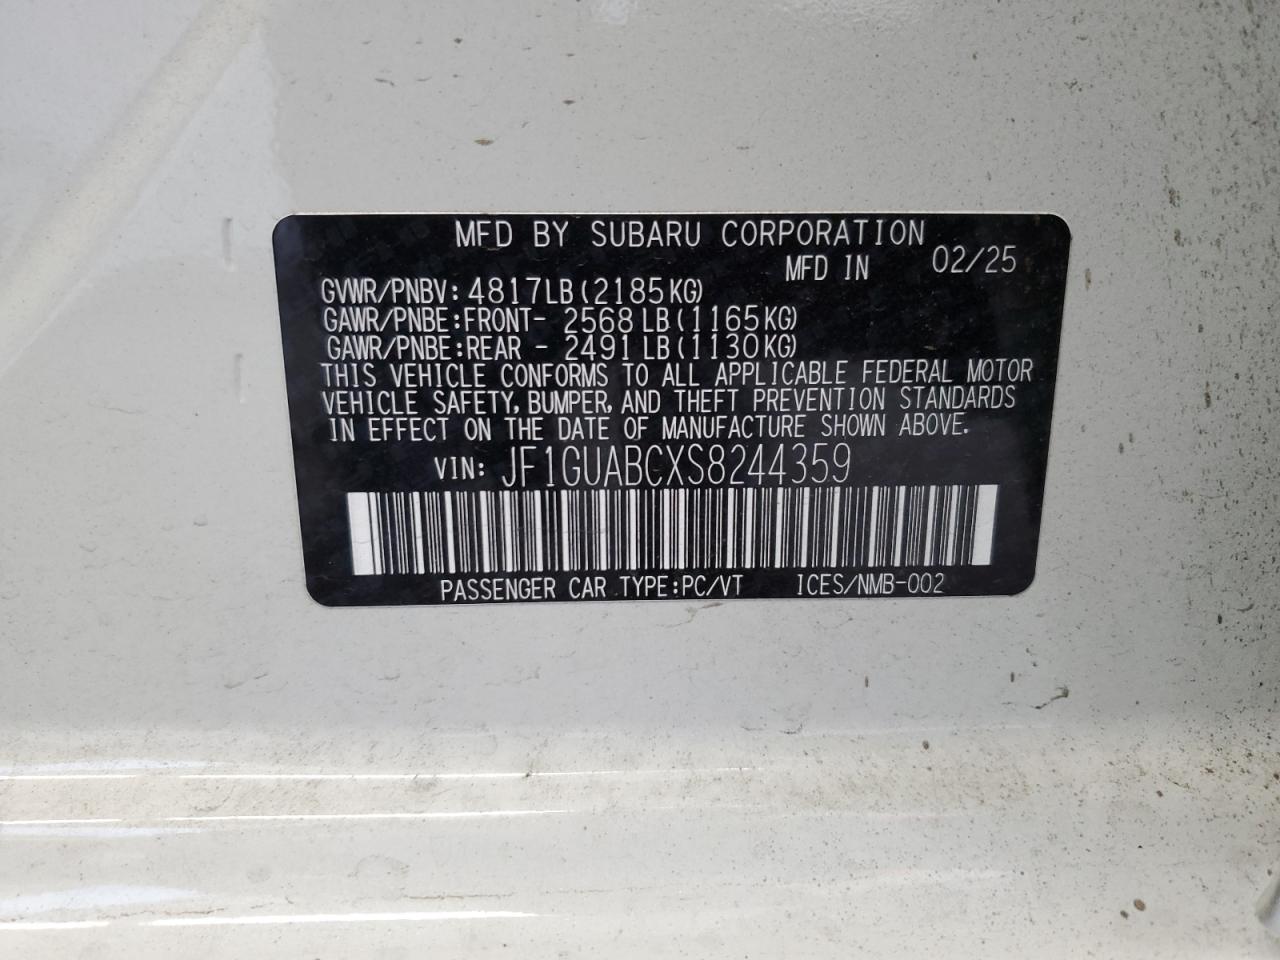 MFD BY SUBARU CORPORATION
MFD IN 02/25
GVWR/PNBV: 4817LB(2185KG)
GAWR/PNBE:FRONT- 2568 LB(1165KG)
GAWR/PNBE:REAR - 2491 LB(1130KG)
THIS VEHICLE CONFORMS TO ALL APPLICABLE FEDERAL MOTOR
VEHICLE SAFETY, BUMPER, AND THEFT PREVENTION STANDARDS
IN EFFECT ON THE DATE OF MANUFACTURE SHOWN ABOVE.
VIN: JF1GUABCXS8244359
PASSENGER CAR TYPE:PC/VT ICES/NMB-002